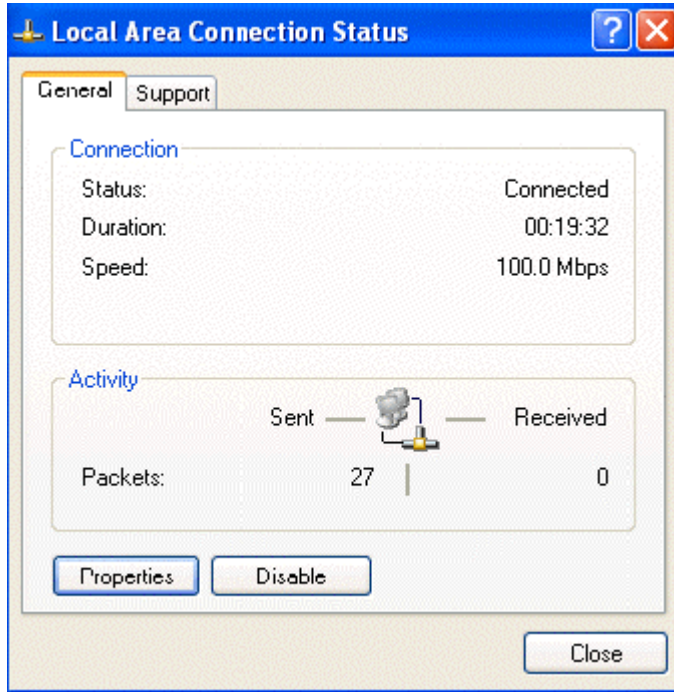 Local Area Connection Status
General Support
Connection
Status: Connected
Duration: 00:19:32
Speed: 100.0 Mbps
Activity
Sent Received
Packets: 27 0
Properties Disable
Close